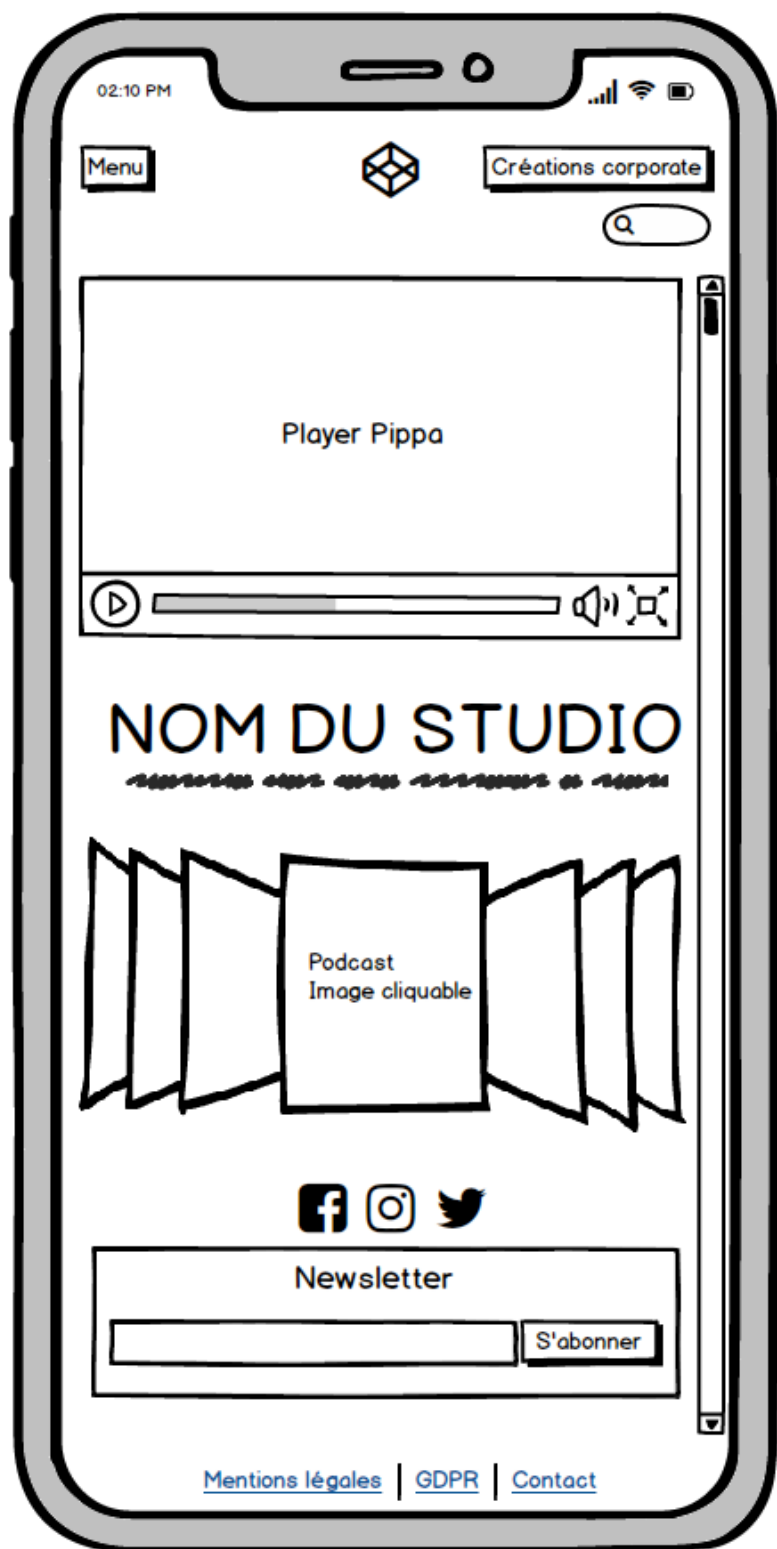 02:10 PM
Menu
Créations corporate
Player Pippa
NOM DU STUDIO
Podcast
Image cliquable
Newsletter
S'abonner
Mentions légales | GDPR | Contact